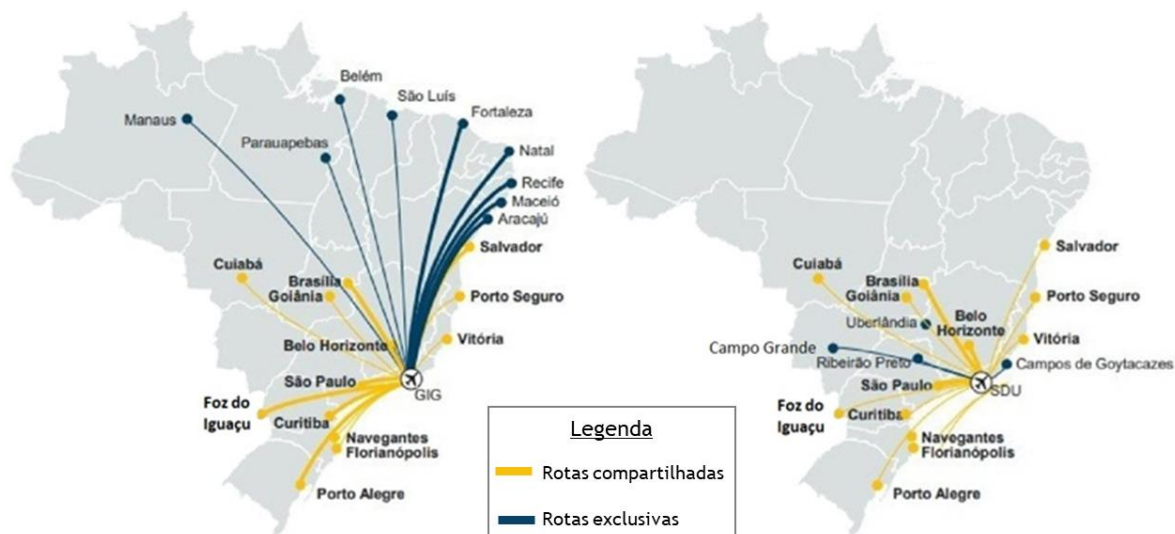 Belém
São Luís
Manaus
Fortaleza
Parauapebas
Natal
Recife
Maceió
Aracajú
Salvador
Cuiabá
Brasília
Goiânia
Porto Seguro
Belo Horizonte
Vitória
São Paulo
GIG
Foz do
Iguaçu
Curitiba
Navegantes
Florianópolis
Porto Alegre
Salvador
Cuiabá
Brasília
Goiânia
Porto Seguro
Uberlândia
Belo
Horizonte
Vitória
Campo Grande
Ribeirão Preto
Campos de Goytacazes
São Paulo
SDU
Foz do
Iguaçu
Curitiba
Navegantes
Florianópolis
Porto Alegre
Legenda
Rotas compartilhadas
Rotas exclusivas